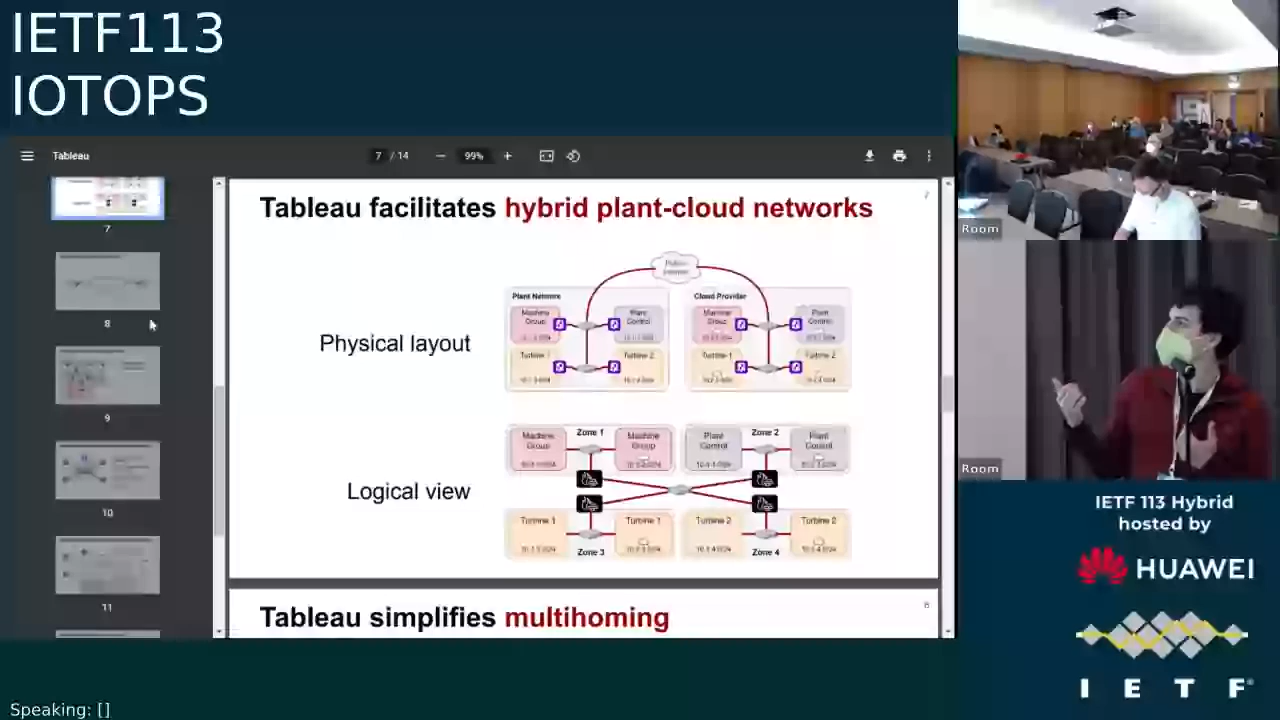 IETF113
IOTOPS
Tableau
7 / 14
99%
7
8
9
10
11
7
Tableau facilitates hybrid plant-cloud networks
Physical layout
Plant Network
Cloud Provider
Machine Group
Plant Control
Machine Group
Plant Control
Turbine 1
Turbine 2
Turbine 1
Turbine 2
Logical view
Machine Group
Zone 1
Machine Group
Plant Control
Zone 2
Plant Control
Turbine 1
Turbine 1
Turbine 2
Turbine 2
Zone 3
Zone 4
Tableau simplifies multihoming
8
Room
Room
IETF 113 Hybrid
hosted by
HUAWEI
I E T F
Speaking: []